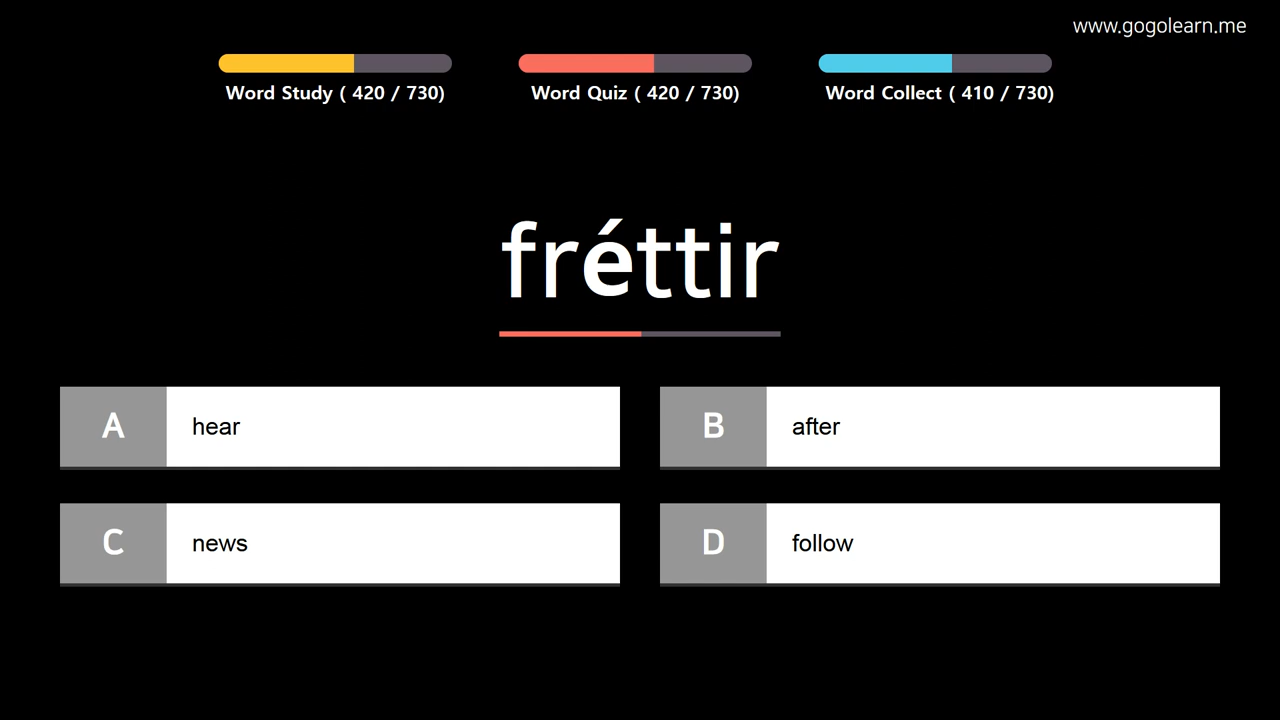 www.gogolearn.me
Word Study ( 420 / 730)
Word Quiz ( 420 / 730)
Word Collect ( 410 / 730)
fréttir
A hear
B after
C news
D follow